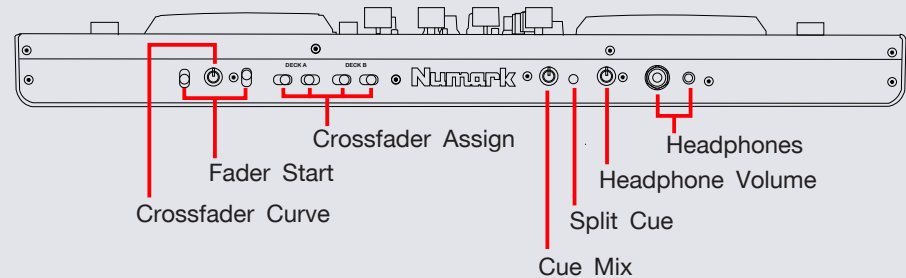 DECK A DECK B
Numark
Crossfader Assign
Headphones
Fader Start
Headphone Volume
Crossfader Curve
Split Cue
Cue Mix